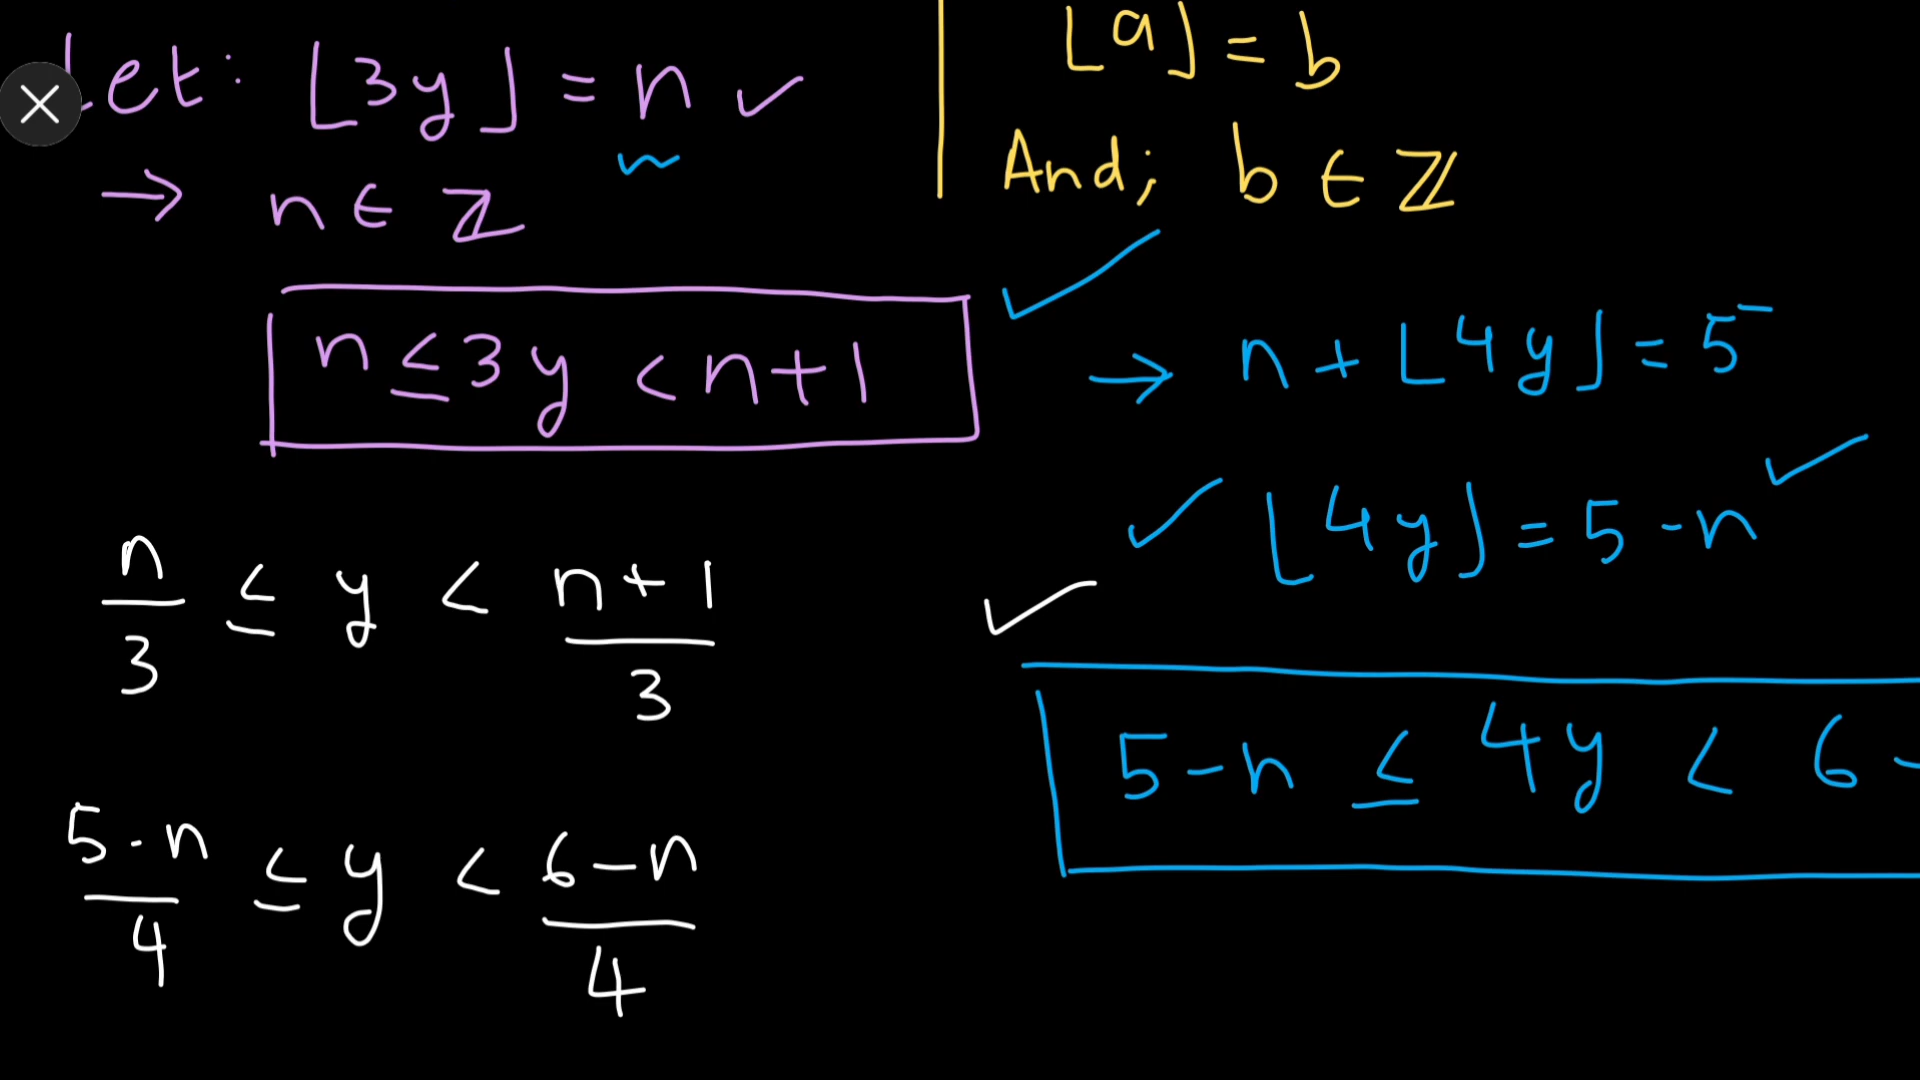 Let: ⌊3y⌋ = n ✓
→ n ∈ ℤ
n ≤ 3y < n+1
n/3 ≤ y < n+1/3
5-n/4 ≤ y < 6-n/4
⌊a⌋ = b
And; b ∈ ℤ
✓
→ n + ⌊4y⌋ = 5
✓ ⌊4y⌋ = 5-n ✓
✓
5-n ≤ 4y < 6-